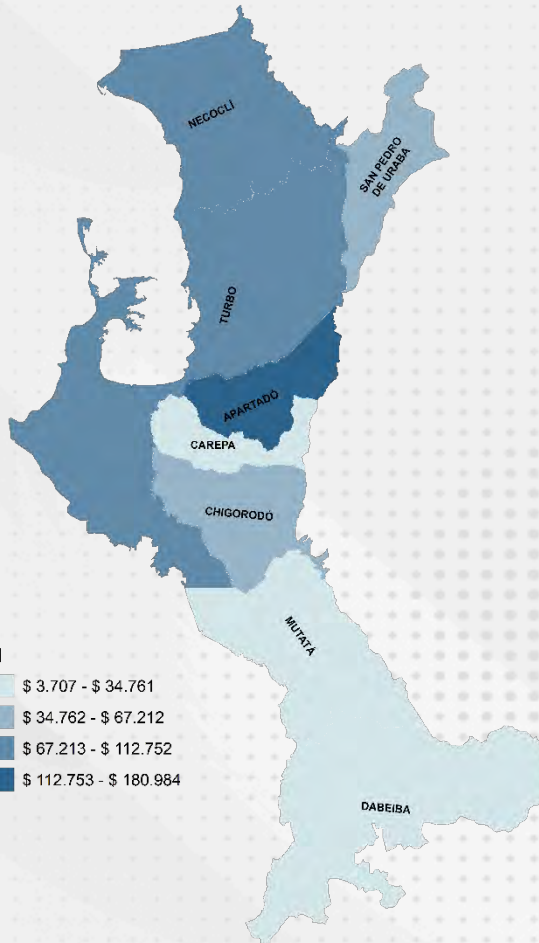 NECOCLÍ
SAN PEDRO
DE URABA
TURBO
APARTADÓ
CAREPA
CHIGORODÓ
MUTATÁ
$ 3.707 - $ 34.761
$ 34.762 - $ 67.212
$ 67.213 - $ 112.752
$ 112.753 - $ 180.984
DABEIBA